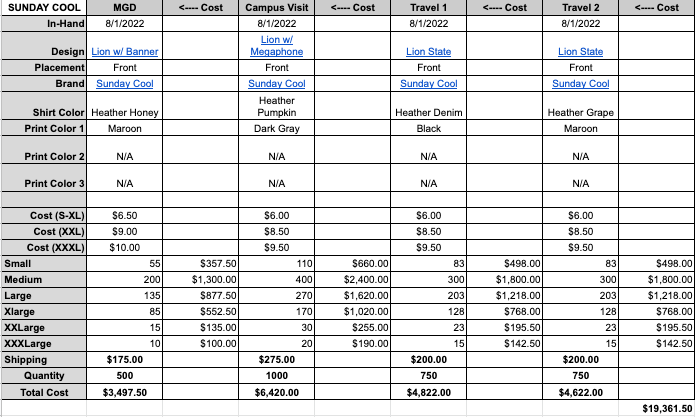 SUNDAY COOL MGD <---- Cost Campus Visit <---- Cost Travel 1 <---- Cost Travel 2 <---- Cost
In-Hand 8/1/2022 8/1/2022 8/1/2022 8/1/2022
Design Lion w/ Banner Lion w/ Megaphone Lion State Lion State
Placement Front Front Front Front
Brand Sunday Cool Sunday Cool Sunday Cool Sunday Cool
Shirt Color Heather Honey Heather Pumpkin Heather Denim Heather Grape
Print Color 1 Maroon Dark Gray Black Maroon
Print Color 2 N/A N/A N/A N/A
Print Color 3 N/A N/A N/A N/A
Cost (S-XL) $6.50 $6.00 $6.00 $6.00
Cost (XXL) $9.00 $8.50 $8.50 $8.50
Cost (XXXL) $10.00 $9.50 $9.50 $9.50
Small 55 $357.50 110 $660.00 83 $498.00 83 $498.00
Medium 200 $1,300.00 400 $2,400.00 300 $1,800.00 300 $1,800.00
Large 135 $877.50 270 $1,620.00 203 $1,218.00 203 $1,218.00
Xlarge 85 $552.50 170 $1,020.00 128 $768.00 128 $768.00
XXLarge 15 $135.00 30 $255.00 23 $195.50 23 $195.50
XXXLarge 10 $100.00 20 $190.00 15 $142.50 15 $142.50
Shipping $175.00 $275.00 $200.00 $200.00
Quantity 500 1000 750 750
Total Cost $3,497.50 $6,420.00 $4,822.00 $4,622.00
$19,361.50